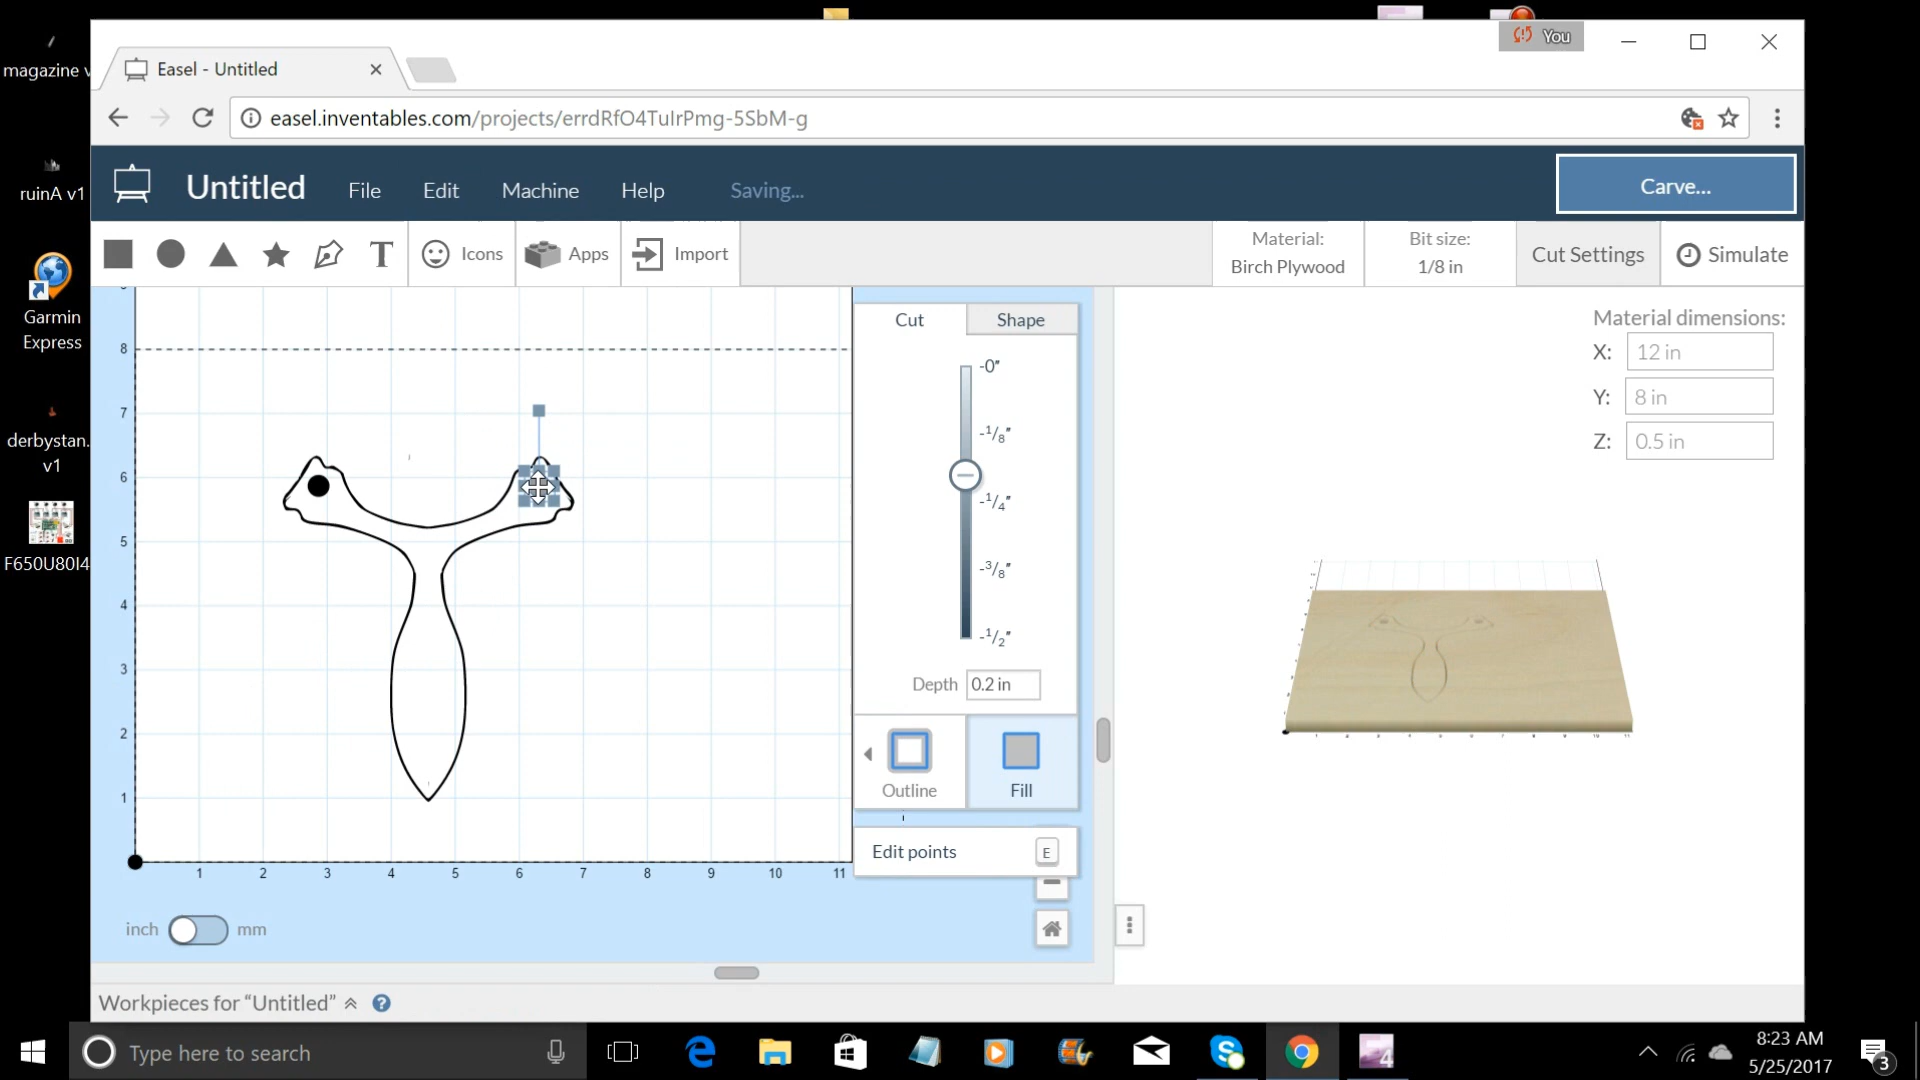 magazine v
ruinA v1
Garmin
Express
derbystan.
v1
F650U80I4
You
Easel - Untitled
easel.inventables.com/projects/errdRfO4TuIrPmg-5SbM-g
Untitled
File
Edit
Machine
Help
Saving...
Carve...
T
Icons
Apps
Import
Material:
Birch Plywood
Bit size:
1/8 in
Cut Settings
Simulate
Cut
Shape
-0"
-1/8"
-1/4"
-3/8"
-1/2"
Depth
0.2 in
Outline
Fill
Edit points
E
Material dimensions:
X:
12 in
Y:
8 in
Z:
0.5 in
8
7
6
5
4
3
2
1
1
2
3
4
5
6
7
8
9
10
11
inch
mm
Workpieces for “Untitled”
?
Type here to search
4
8:23 AM
5/25/2017
3